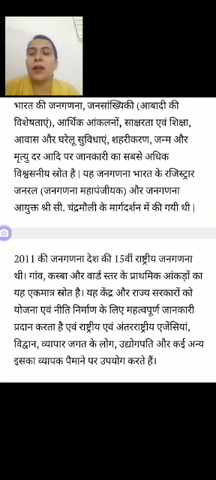 भारत की जनगणना, जनसांख्यिकी (आबादी की
विशेषताएं), आर्थिक आंकलनों, साक्षरता एवं शिक्षा,
आवास और घरेलू सुविधाएं, शहरीकरण, जन्म और
मृत्यु दर आदि पर जानकारी का सबसे अधिक
विश्वसनीय स्रोत है | यह जनगणना भारत के रजिस्ट्रार
जनरल (जनगणना महापंजीयक) और जनगणना
आयुक्त श्री सी. चंद्रमौली के मार्गदर्शन में की गयी थी |
2011 की जनगणना देश की 15वीं राष्ट्रीय जनगणना
थी। गांव, कस्बा और वार्ड स्तर के प्राथमिक आंकड़ों का
यह एकमात्र स्रोत है। यह केंद्र और राज्य सरकारों को
योजना एवं नीति निर्माण के लिए महत्वपूर्ण जानकारी
प्रदान करता है एवं राष्ट्रीय एवं अंतरराष्ट्रीय एजेंसियां,
विद्वान, व्यापार जगत के लोग, उद्योगपति और कई अन्य
इसका व्यापक पैमाने पर उपयोग करते हैं।